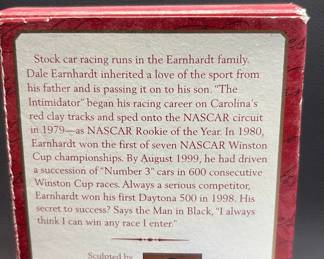 Stock car racing runs in the Earnhardt family.
Dale Earnhardt inherited a love of the sport from
his father and is passing it on to his son. "The
Intimidator" began his racing career on Carolina's
red clay tracks and sped onto the NASCAR circuit
in 1979—as NASCAR Rookie of the Year. In 1980,
Earnhardt won the first of seven NASCAR Winston
Cup championships. By August 1999, he had driven
a succession of "Number 3" cars in 600 consecutive
Winston Cup races. Always a serious competitor,
Earnhardt won his first Daytona 500 in 1998. His
secret to success? Says the Man in Black, "I always
think I can win any race I enter."
Sculpted by